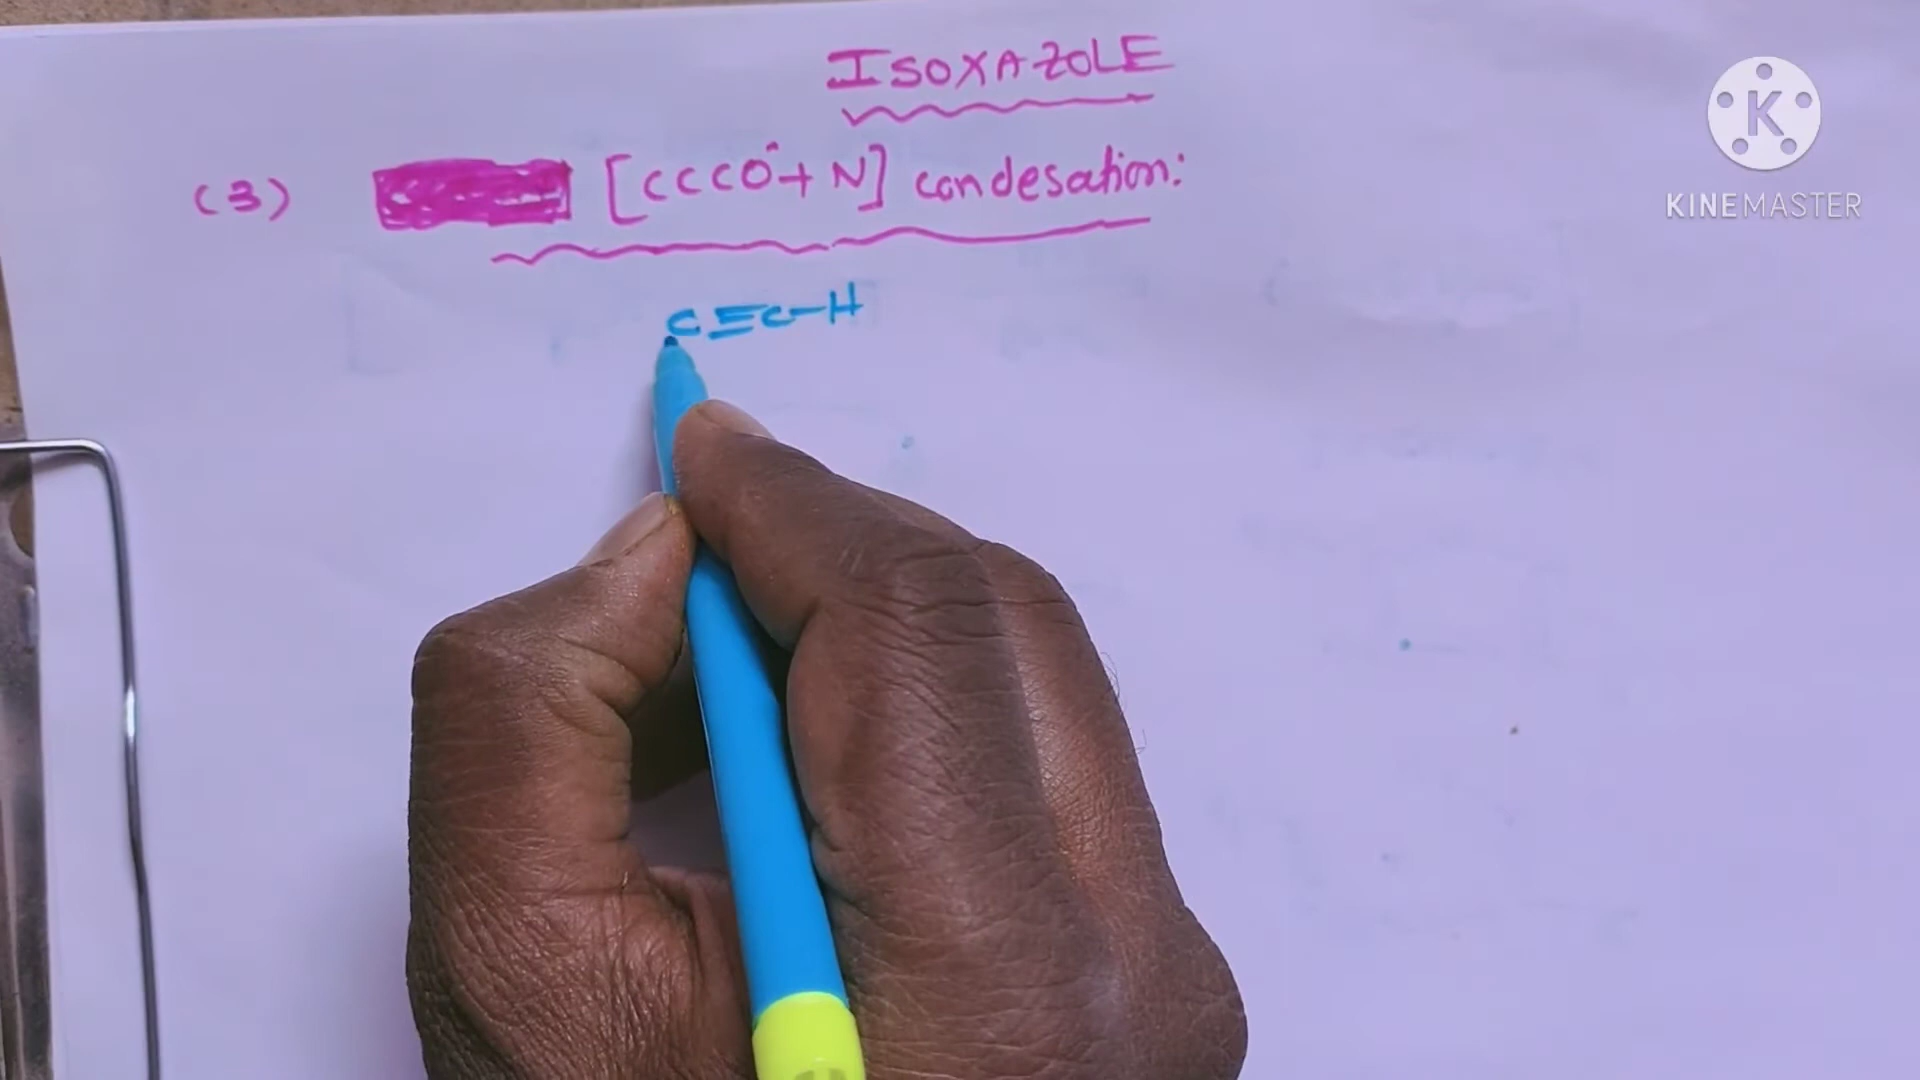 ISOXAZOLE
(3) [CCCO+N] condesation:
C≡C-H
K
KINEMASTER